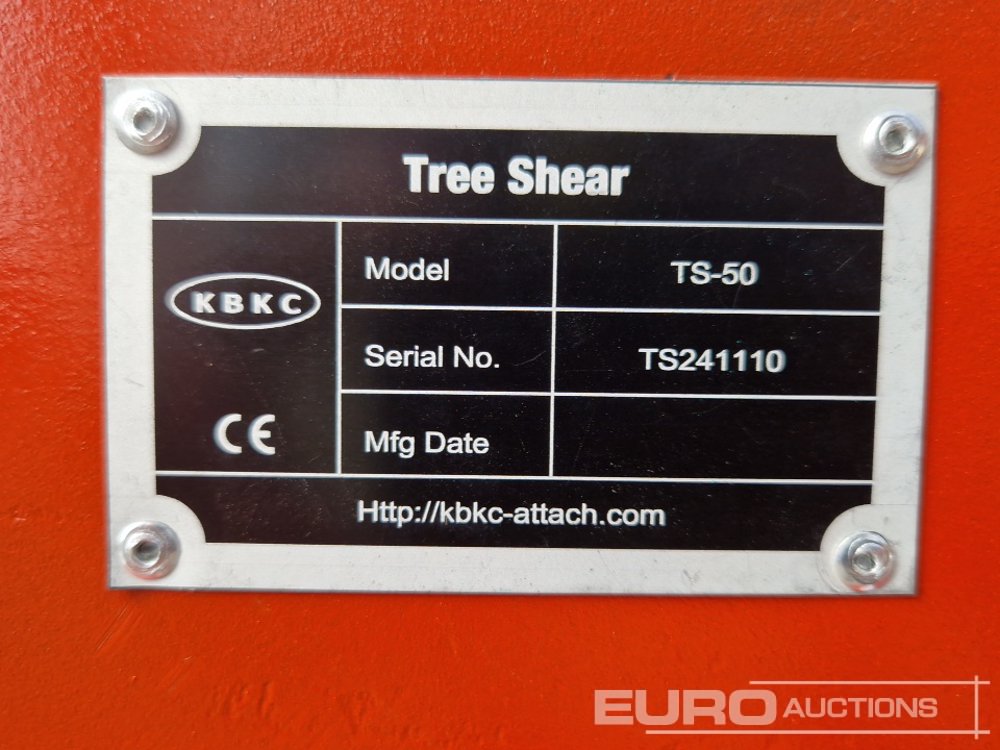 Tree Shear
KBKC
CE
Model TS-50
Serial No. TS241110
Mfg Date
Http://kbkc-attach.com
EURO AUCTIONS